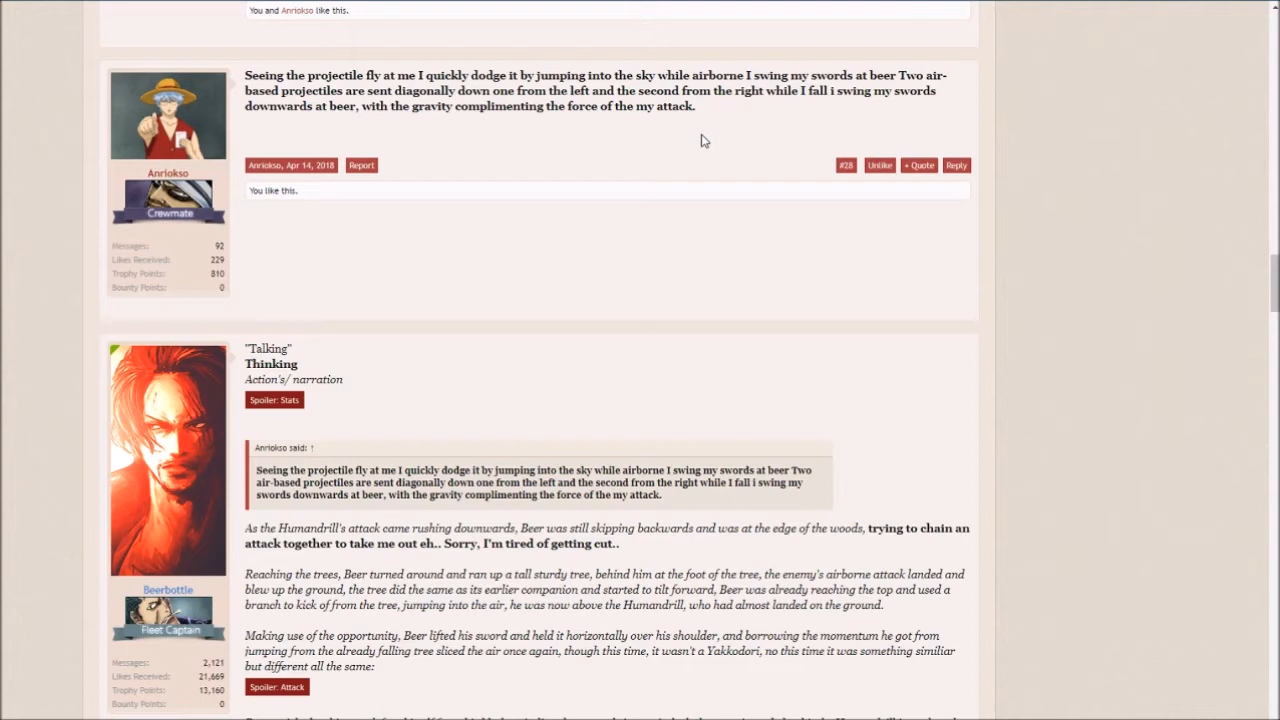 You and Anriokso like this.
Seeing the projectile fly at me I quickly dodge it by jumping into the sky while airborne I swing my swords at beer Two air-
based projectiles are sent diagonally down one from the left and the second from the right while I fall i swing my swords
downwards at beer, with the gravity complimenting the force of the my attack.
Anriokso, Apr 14, 2018 Report
#28 Unlike + Quote Reply
Anriokso
You like this.
Crewmate
Messages: 92
Likes Received: 229
Trophy Points: 810
Bounty Points: 0
"Talking"
Thinking
Action's/ narration
Spoiler: Stats
Anriokso said: ↑
Seeing the projectile fly at me I quickly dodge it by jumping into the sky while airborne I swing my swords at beer Two
air-based projectiles are sent diagonally down one from the left and the second from the right while I fall i swing my
swords downwards at beer, with the gravity complimenting the force of the my attack.
As the Humandrill's attack came rushing downwards, Beer was still skipping backwards and was at the edge of the woods, trying to chain an
attack together to take me out eh.. Sorry, I'm tired of getting cut..
Reaching the trees, Beer turned around and ran up a tall sturdy tree, behind him at the foot of the tree, the enemy's airborne attack landed and
blew up the ground, the tree did the same as its earlier companion and started to tilt forward, Beer was already reaching the top and used a
branch to kick of from the tree, jumping into the air, he was now above the Humandrill, who had almost landed on the ground.
Making use of the opportunity, Beer lifted his sword and held it horizontally over his shoulder, and borrowing the momentum he got from
jumping from the already falling tree sliced the air once again, though this time, it wasn't a Yakkodori, no this time it was something similiar
but different all the same:
Spoiler: Attack
Beerbottle
Fleet Captain
Messages: 2,121
Likes Received: 21,669
Trophy Points: 13,160
Bounty Points: 0